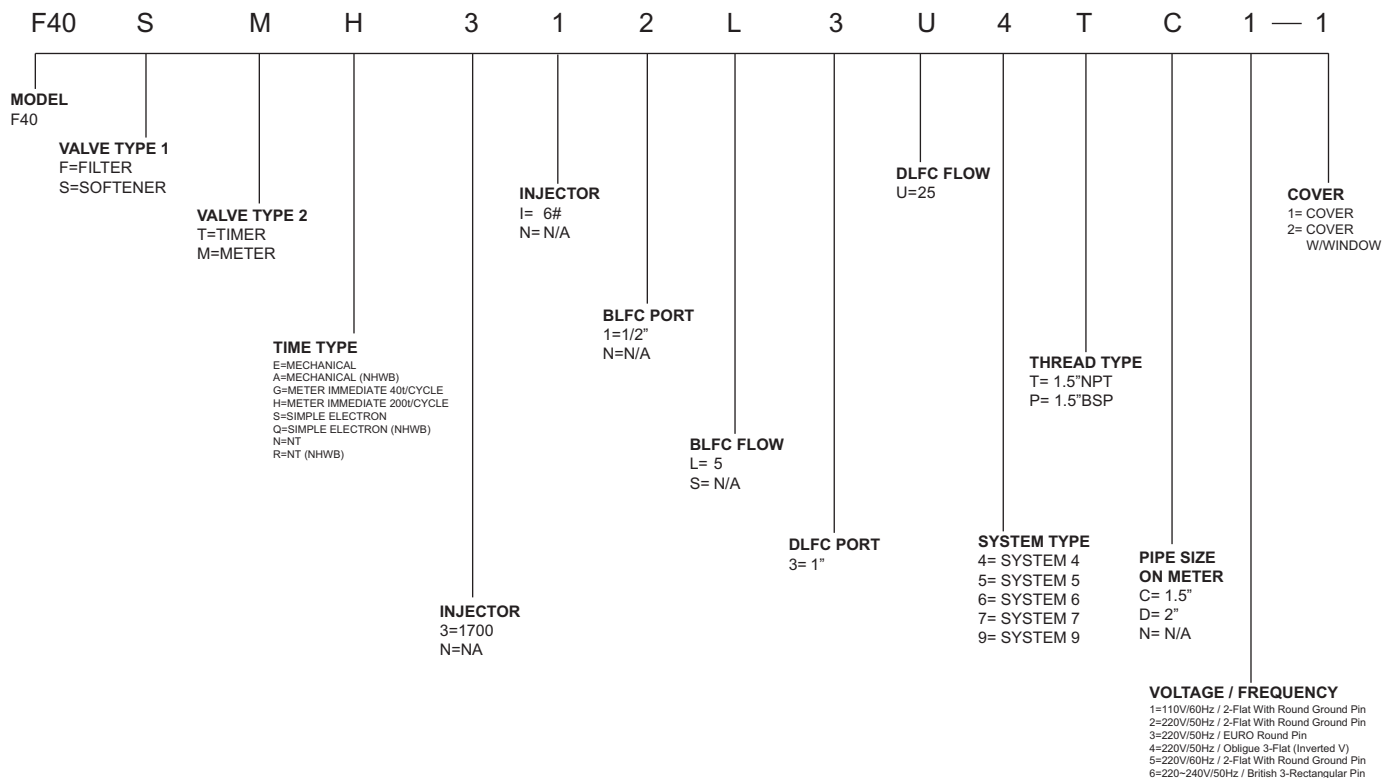 F40 S M H 3 1 2 L 3 U 4 T C 1 — 1
MODEL
F40
VALVE TYPE 1
F=FILTER
S=SOFTENER
VALVE TYPE 2
T=TIMER
M=METER
TIME TYPE
E=MECHANICAL
A=MECHANICAL (NHWB)
G=METER IMMEDIATE 40t/CYCLE
H=METER IMMEDIATE 200t/CYCLE
S=SIMPLE ELECTRON
Q=SIMPLE ELECTRON (NHWB)
N=NT
R=NT (NHWB)
INJECTOR
3=1700
N=NA
INJECTOR
I= 6#
N= N/A
BLFC PORT
1=1/2”
N=N/A
BLFC FLOW
L= 5
S= N/A
DLFC PORT
3= 1”
DLFC FLOW
U=25
SYSTEM TYPE
4= SYSTEM 4
5= SYSTEM 5
6= SYSTEM 6
7= SYSTEM 7
9= SYSTEM 9
THREAD TYPE
T= 1.5”NPT
P= 1.5”BSP
PIPE SIZE
ON METER
C= 1.5”
D= 2”
N= N/A
VOLTAGE / FREQUENCY
1=110V/60Hz / 2-Flat With Round Ground Pin
2=220V/50Hz / 2-Flat With Round Ground Pin
3=220V/50Hz / EURO Round Pin
4=220V/50Hz / Obligue 3-Flat (Inverted V)
5=220V/60Hz / 2-Flat With Round Ground Pin
6=220~240V/50Hz / British 3-Rectangular Pin
COVER
1= COVER
2= COVER
W/WINDOW